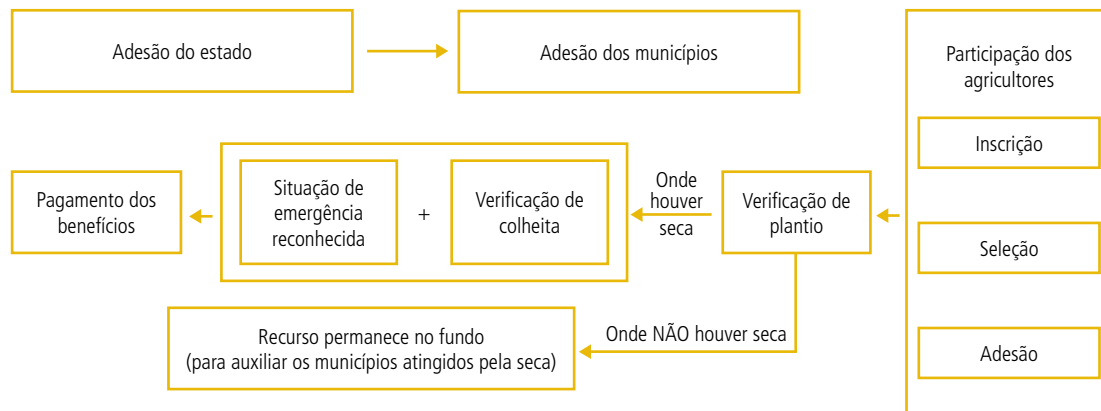 Adesão do estado
Adesão dos municípios
Participação dos
agricultores
Inscrição
Seleção
Adesão
Verificação de
plantio
Onde
houver
seca
Situação de
emergência
reconhecida
+
Verificação de
colheita
Pagamento dos
benefícios
Onde NÃO houver seca
Recurso permanece no fundo
(para auxiliar os municípios atingidos pela seca)